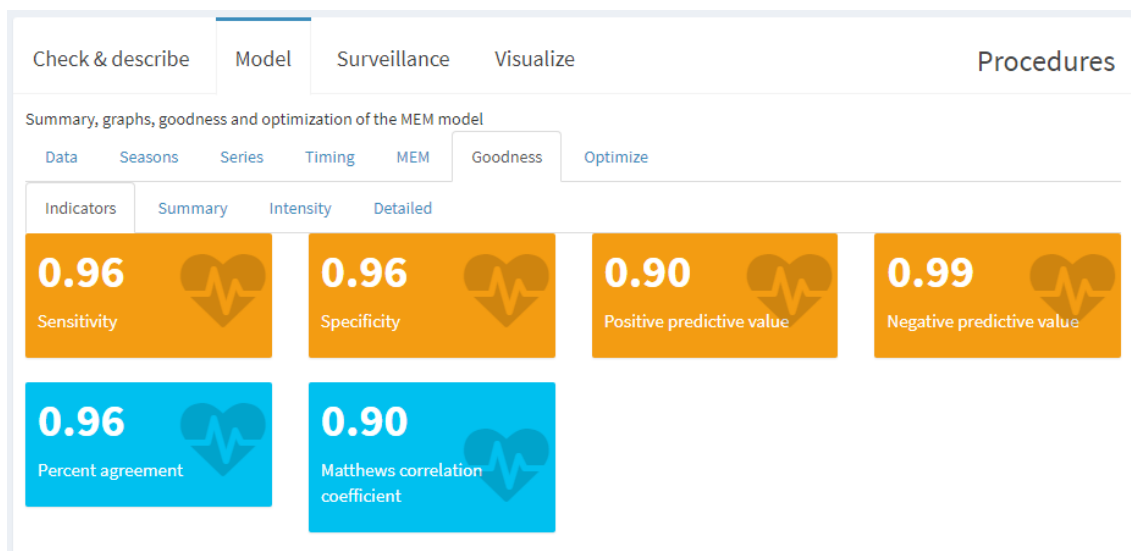 Check & describe Model Surveillance Visualize Procedures
Summary, graphs, goodness and optimization of the MEM model
Data Seasons Series Timing MEM Goodness Optimize
Indicators Summary Intensity Detailed
0.96 0.96 0.90 0.99
Sensitivity Specificity Positive predictive value Negative predictive value
0.96 0.90
Percent agreement Matthews correlation
coefficient